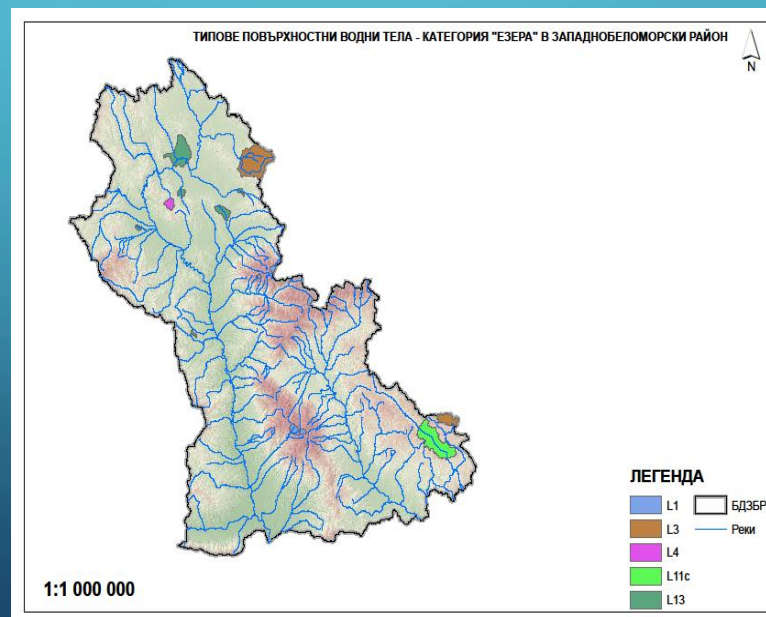 ТИПОВЕ ПОВЪРХНОСТНИ ВОДНИ ТЕЛА - КАТЕГОРИЯ "ЕЗЕРА" В ЗАПАДНОБЕЛОМОРСКИ РАЙОН
N
ЛЕГЕНДА
L1 БДЗБР
L3 Реки
L4
L11c
L13
1:1 000 000